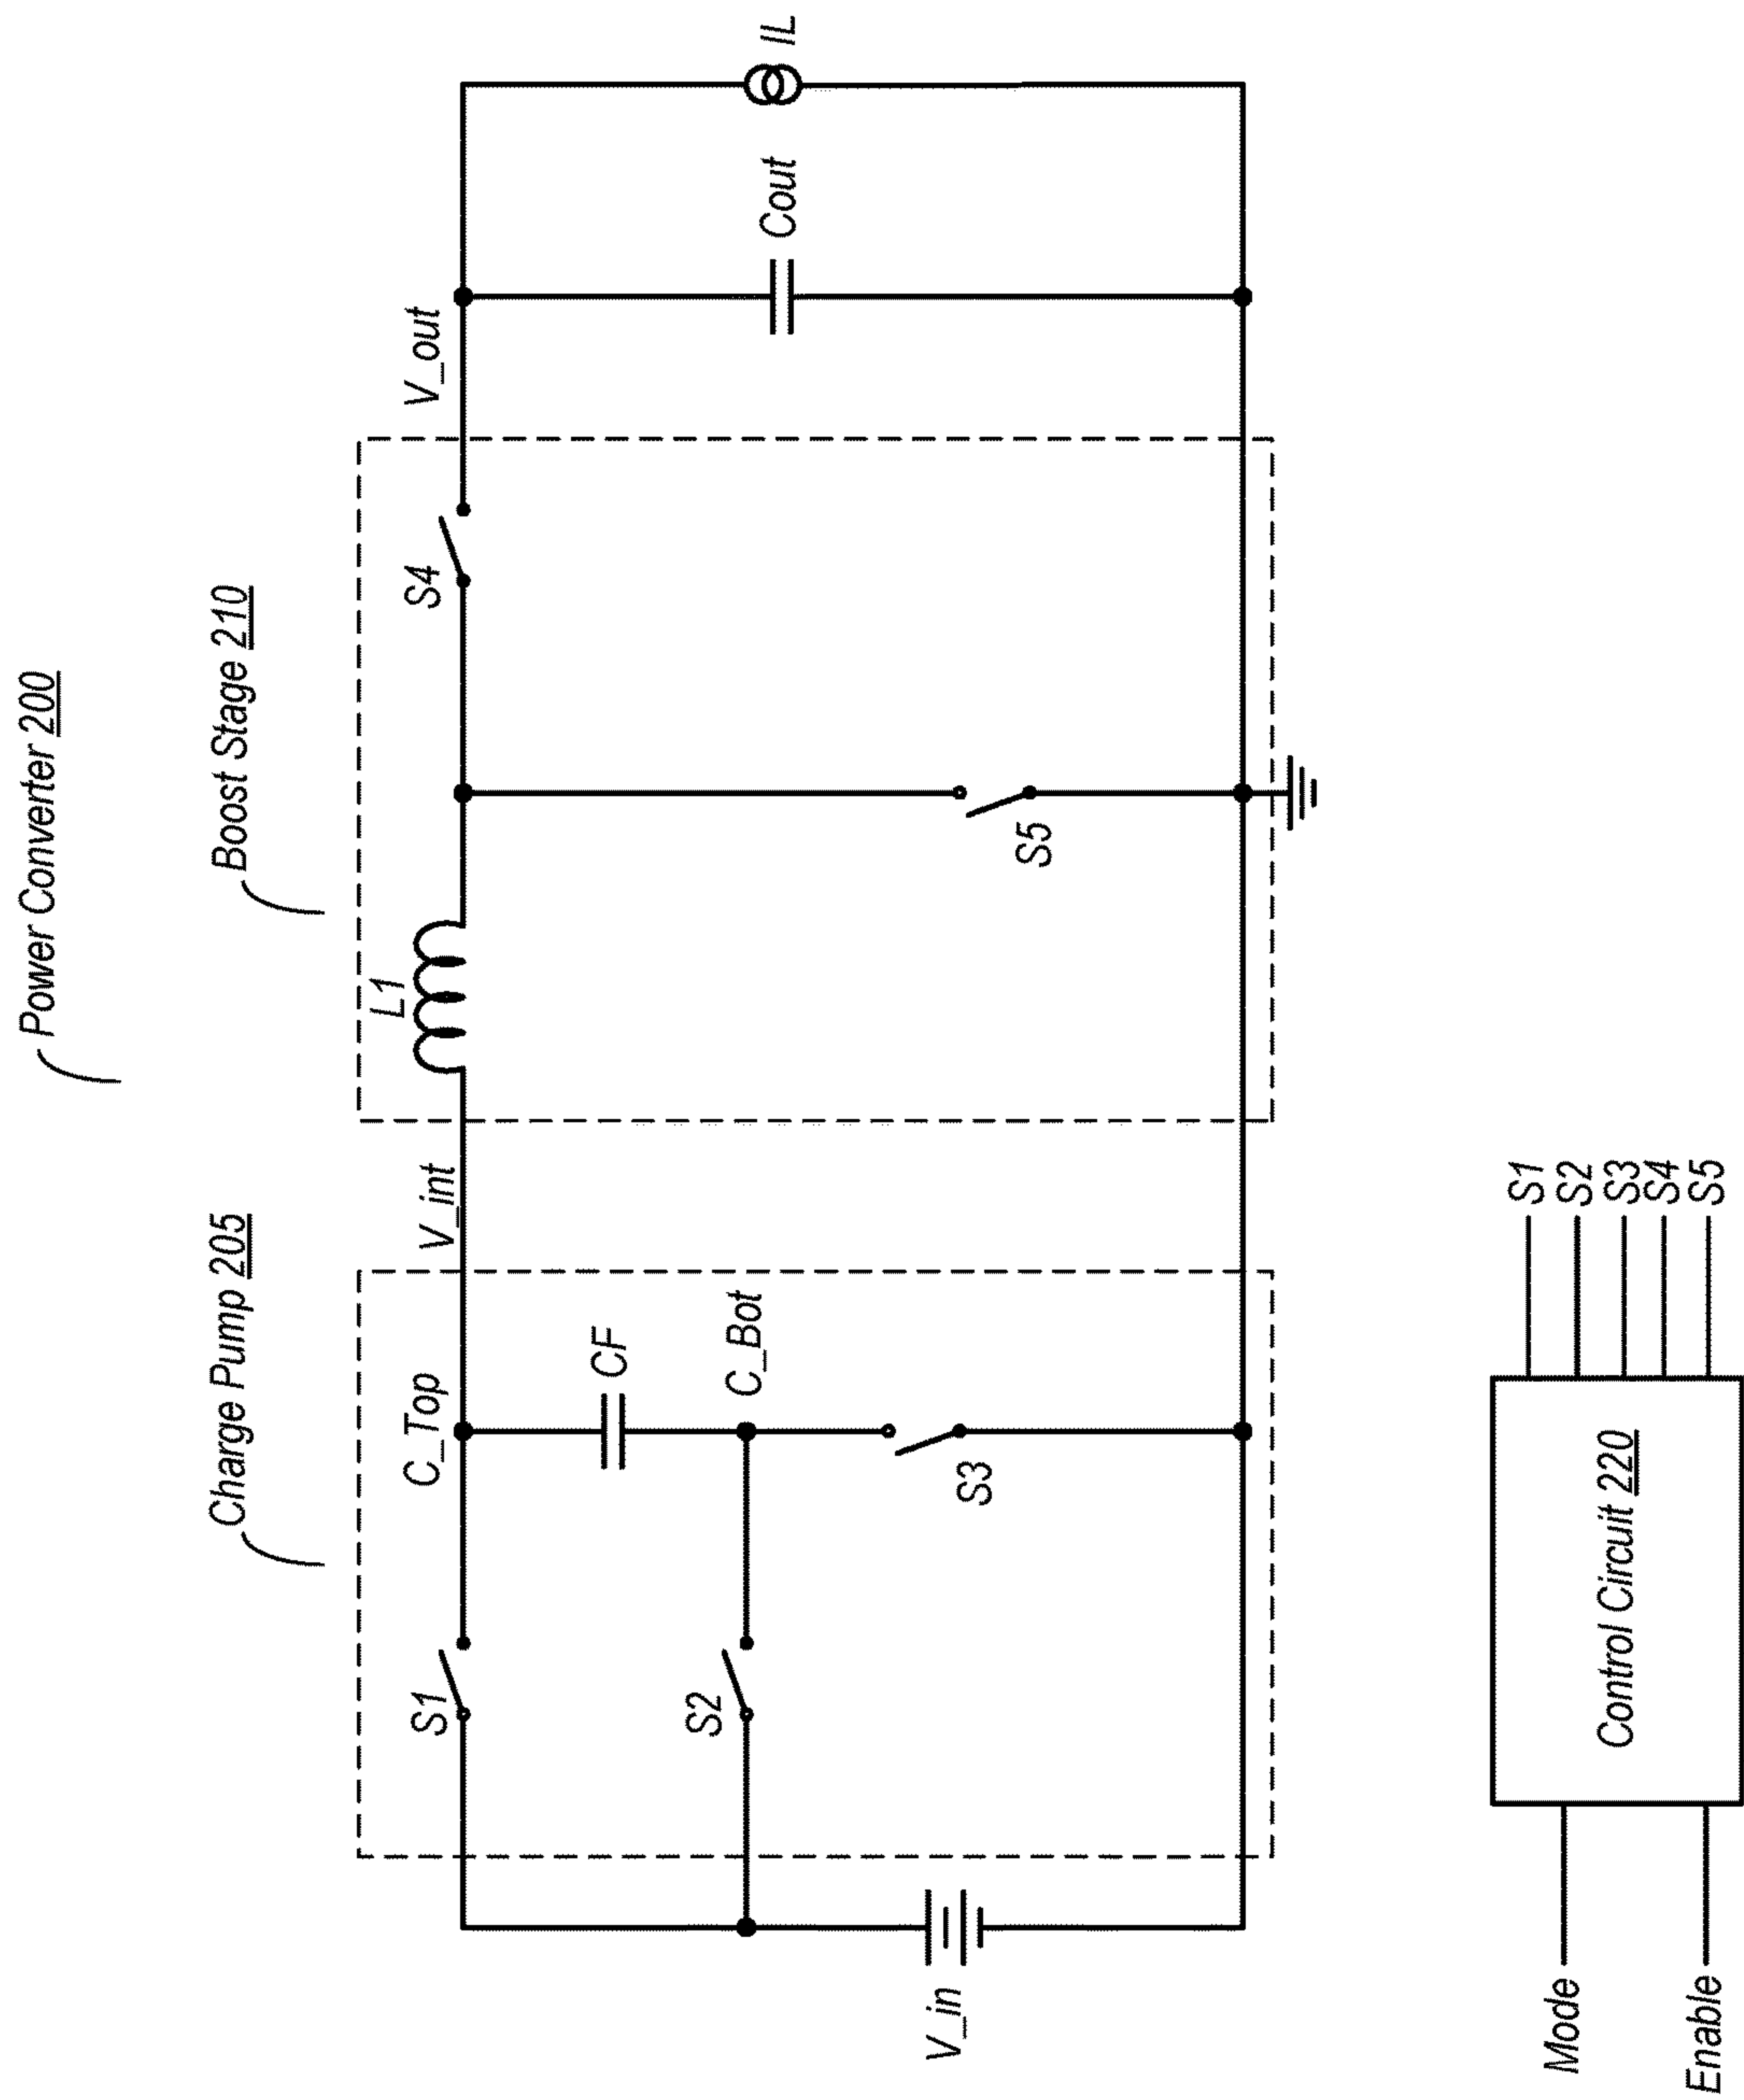 Power Converter 200
Charge Pump 205
Boost Stage 210
S1
C_Top
V_int
L1
S4
V_out
CF
S2
C_Bot
Cout
IL
V_in
S3
S5
Mode
Enable
Control Circuit 220
S1
S2
S3
S4
S5